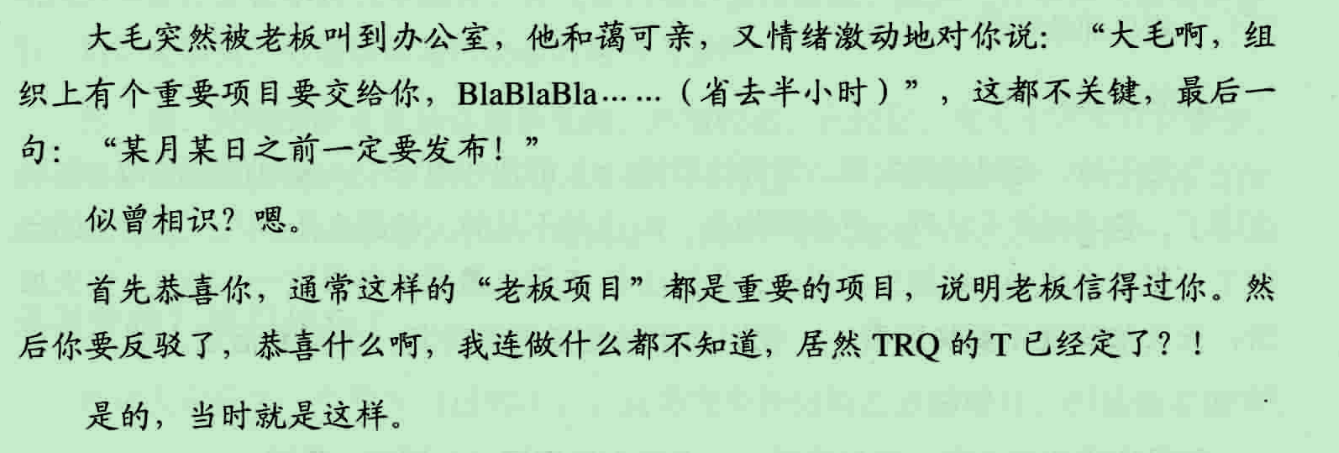 大毛突然被老板叫到办公室，他和蔼可亲，又情绪激动地对你说：“大毛啊，组
织上有个重要项目要交给你，BlaBlaBla……（省去半小时）”，这都不关键，最后一
句：“某月某日之前一定要发布！”
似曾相识？嗯。
首先恭喜你，通常这样的“老板项目”都是重要的项目，说明老板信得过你。然
后你要反驳了，恭喜什么啊，我连做什么都不知道，居然 TRQ 的 T 已经定了？！
是的，当时就是这样。